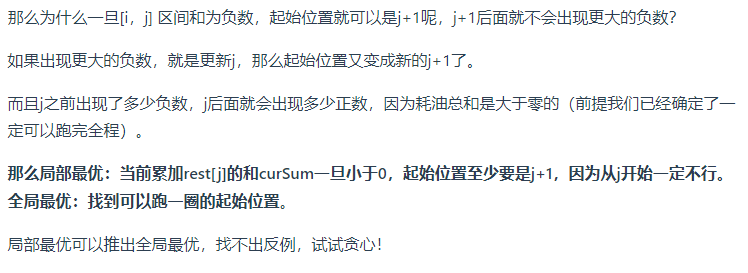 那么为什么一旦[i，j] 区间和为负数，起始位置就可以是j+1呢，j+1后面就不会出现更大的负数？
如果出现更大的负数，就是更新j，那么起始位置又变成新的j+1了。
而且j之前出现了多少负数，j后面就会出现多少正数，因为耗油总和是大于零的（前提我们已经确定了一
定可以跑完全程）。
那么局部最优：当前累加rest[j]的和curSum一旦小于0，起始位置至少要是j+1，因为从j开始一定不行。
全局最优：找到可以跑一圈的起始位置。
局部最优可以推出全局最优，找不出反例，试试贪心！